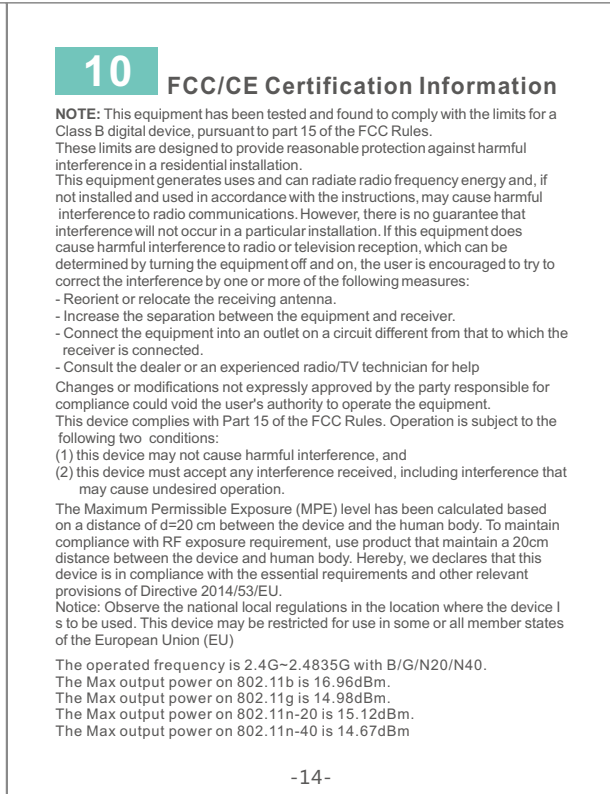 10
FCC/CE Certification Information
NOTE: This equipment has been tested and found to comply with the limits for a
Class B digital device, pursuant to part 15 of the FCC Rules.
These limits are designed to provide reasonable protection against harmful
interference in a residential installation.
This equipment generates uses and can radiate radio frequency energy and, if
not installed and used in accordance with the instructions, may cause harmful
interference to radio communications. However, there is no guarantee that
interference will not occur in a particular installation. If this equipment does
cause harmful interference to radio or television reception, which can be
determined by turning the equipment off and on, the user is encouraged to try to
correct the interference by one or more of the following measures:
- Reorient or relocate the receiving antenna.
- Increase the separation between the equipment and receiver.
- Connect the equipment into an outlet on a circuit different from that to which the
receiver is connected.
- Consult the dealer or an experienced radio/TV technician for help
Changes or modifications not expressly approved by the party responsible for
compliance could void the user's authority to operate the equipment.
This device complies with Part 15 of the FCC Rules. Operation is subject to the
following two conditions:
(1) this device may not cause harmful interference, and
(2) this device must accept any interference received, including interference that
may cause undesired operation.
The Maximum Permissible Exposure (MPE) level has been calculated based
on a distance of d=20 cm between the device and the human body. To maintain
compliance with RF exposure requirement, use product that maintain a 20cm
distance between the device and human body. Hereby, we declares that this
device is in compliance with the essential requirements and other relevant
provisions of Directive 2014/53/EU.
Notice: Observe the national local regulations in the location where the device I
s to be used. This device may be restricted for use in some or all member states
of the European Union (EU)
The operated frequency is 2.4G~2.4835G with B/G/N20/N40.
The Max output power on 802.11b is 16.96dBm.
The Max output power on 802.11g is 14.98dBm.
The Max output power on 802.11n-20 is 15.12dBm.
The Max output power on 802.11n-40 is 14.67dBm
-14-